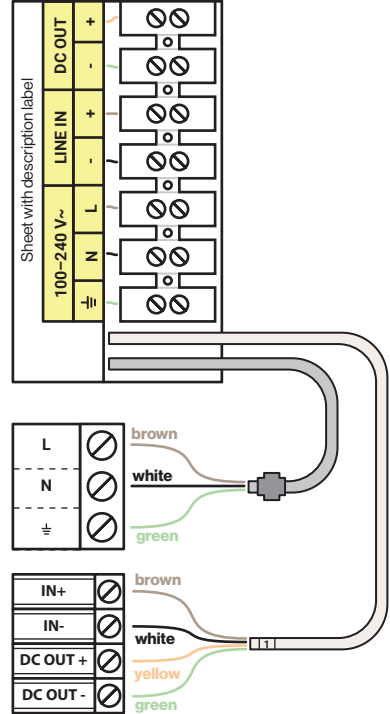 Sheet with description label
DC OUT
+
-
LINE IN
+
-
100–240 V~
L
N
L
brown
N
white
green
IN+
brown
IN-
white
DC OUT +
yellow
DC OUT -
green
1